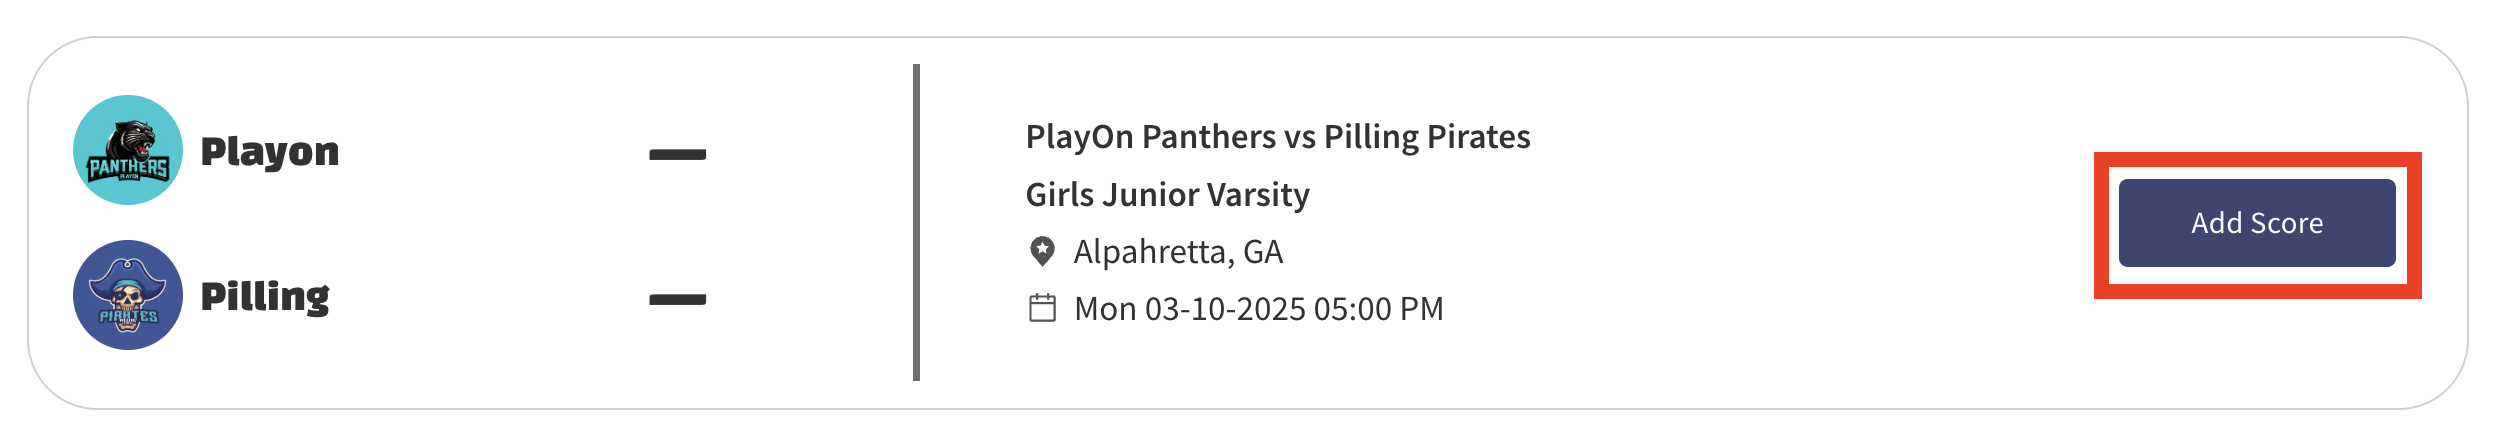 PANTHERS
PLAYON
Playon
—
PIRATES
Pilling
—
PlayOn Panthers vs Pilling Pirates
Girls Junior Varsity
Alpahretta, GA
Mon 03-10-2025 05:00 PM
Add Score